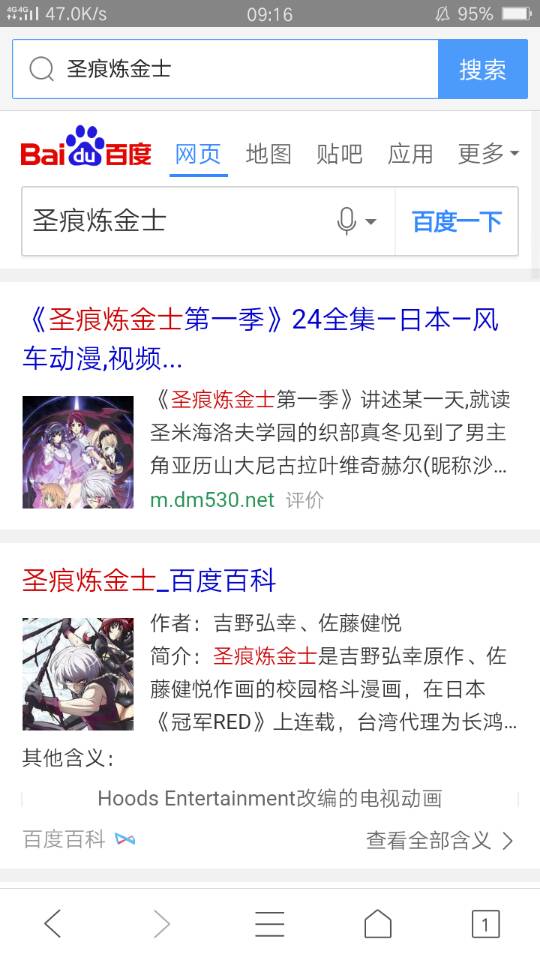 4G 4G 47.0K/s 09:16 95%
圣痕炼金士 搜索
Bai du 百度 网页 地图 贴吧 应用 更多
圣痕炼金士 百度一下
《圣痕炼金士第一季》24全集—日本—风
车动漫,视频...
《圣痕炼金士第一季》讲述某一天,就读
圣米海洛夫学园的织部真冬见到了男主
角亚历山大尼古拉叶维奇赫尔(昵称沙...
m.dm530.net 评价
圣痕炼金士_百度百科
作者：吉野弘幸、佐藤健悦
简介：圣痕炼金士是吉野弘幸原作、佐
藤健悦作画的校园格斗漫画，在日本
《冠军RED》上连载，台湾代理为长鸿...
其他含义：
Hoods Entertainment改编的电视动画
百度百科 查看全部含义
1